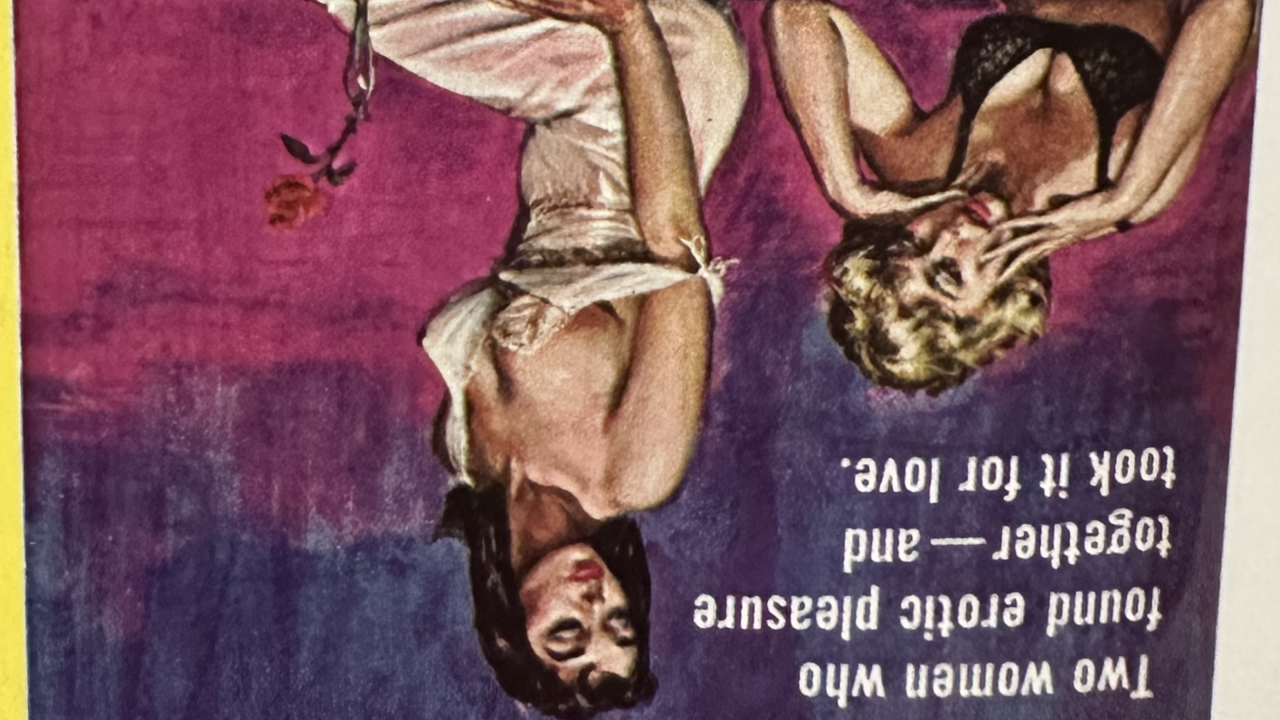 Two women who
found erotic pleasure
together—and
took it for love.